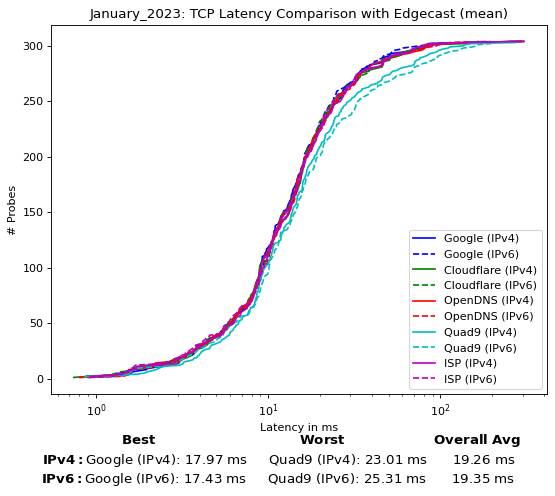 January_2023: TCP Latency Comparison with Edgecast (mean)
300
250
200
150
100
50
0
# Probes
Google (IPv4)
Google (IPv6)
Cloudflare (IPv4)
Cloudflare (IPv6)
OpenDNS (IPv4)
OpenDNS (IPv6)
Quad9 (IPv4)
Quad9 (IPv6)
ISP (IPv4)
ISP (IPv6)
10⁰ 10¹ 10²
Latency in ms
Best Worst Overall Avg
IPv4: Google (IPv4): 17.97 ms Quad9 (IPv4): 23.01 ms 19.26 ms
IPv6: Google (IPv6): 17.43 ms Quad9 (IPv6): 25.31 ms 19.35 ms